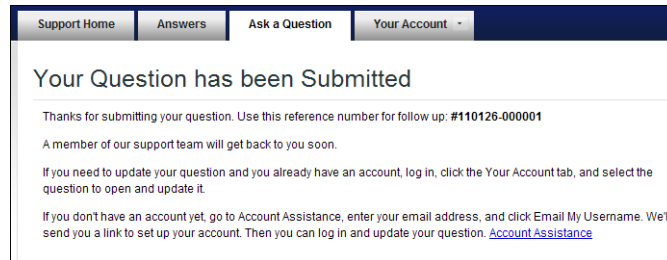 Support Home Answers Ask a Question Your Account
Your Question has been Submitted
Thanks for submitting your question. Use this reference number for follow up: #110126-000001
A member of our support team will get back to you soon.
If you need to update your question and you already have an account, log in, click the Your Account tab, and select the
question to open and update it.
If you don't have an account yet, go to Account Assistance, enter your email address, and click Email My Username. We'l
send you a link to set up your account. Then you can log in and update your question. Account Assistance